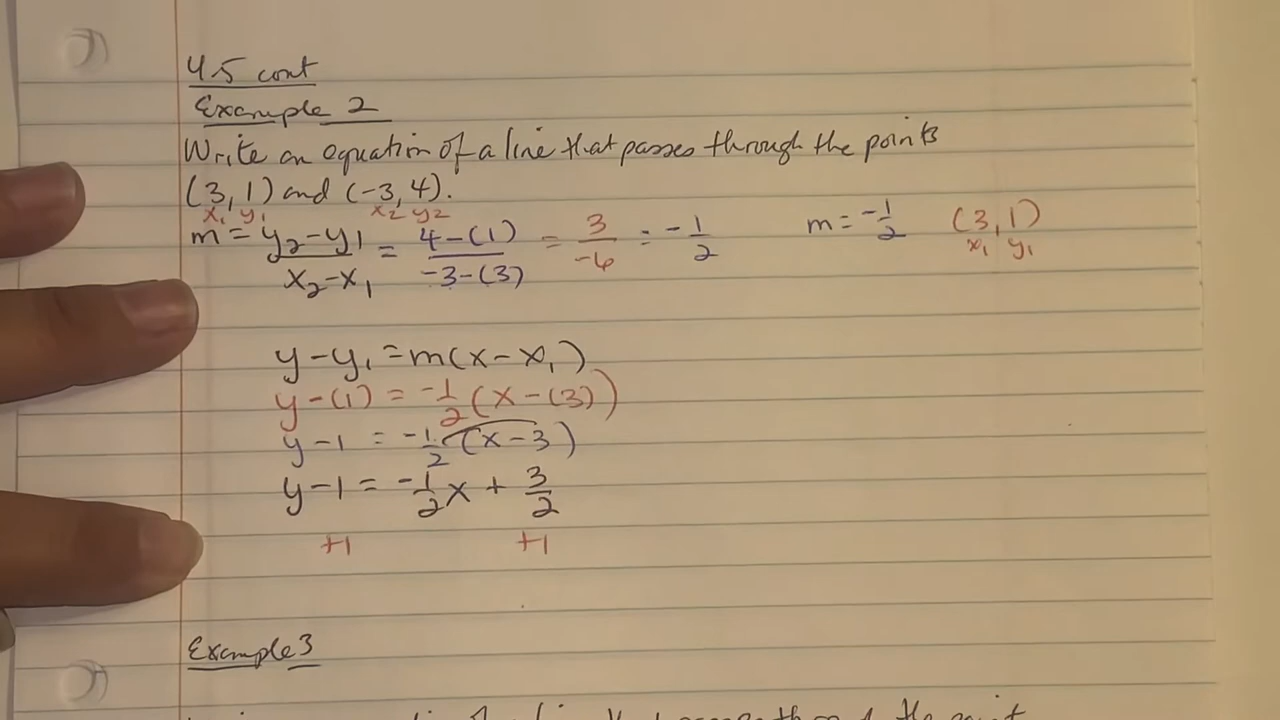 4.5 cont
Example 2
Write an equation of a line that passes through the points
(3, 1) and (-3, 4).
x₁ y₁ x₂ y₂
m = y₂-y₁/x₂-x₁ = 4-(1)/-3-(3) = 3/-6 = -1/2 m = -1/2 (3, 1)
x₁ y₁
y-y₁ = m(x-x₁)
y-(1) = -1/2(x-(3))
y-1 = -1/2(x-3)
y-1 = -1/2x + 3/2
+1 +1
Example 3
the point